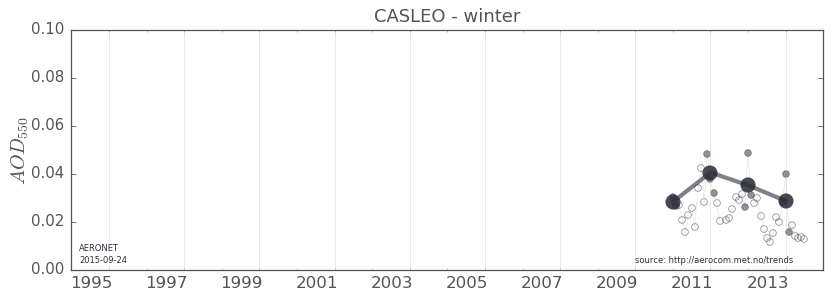 CASLEO - winter
0.10
0.08
0.06
0.04
0.02
0.00
AOD550
AERONET
2015-09-24
source: http://aerocom.met.no/trends
1995 1997 1999 2001 2003 2005 2007 2009 2011 2013